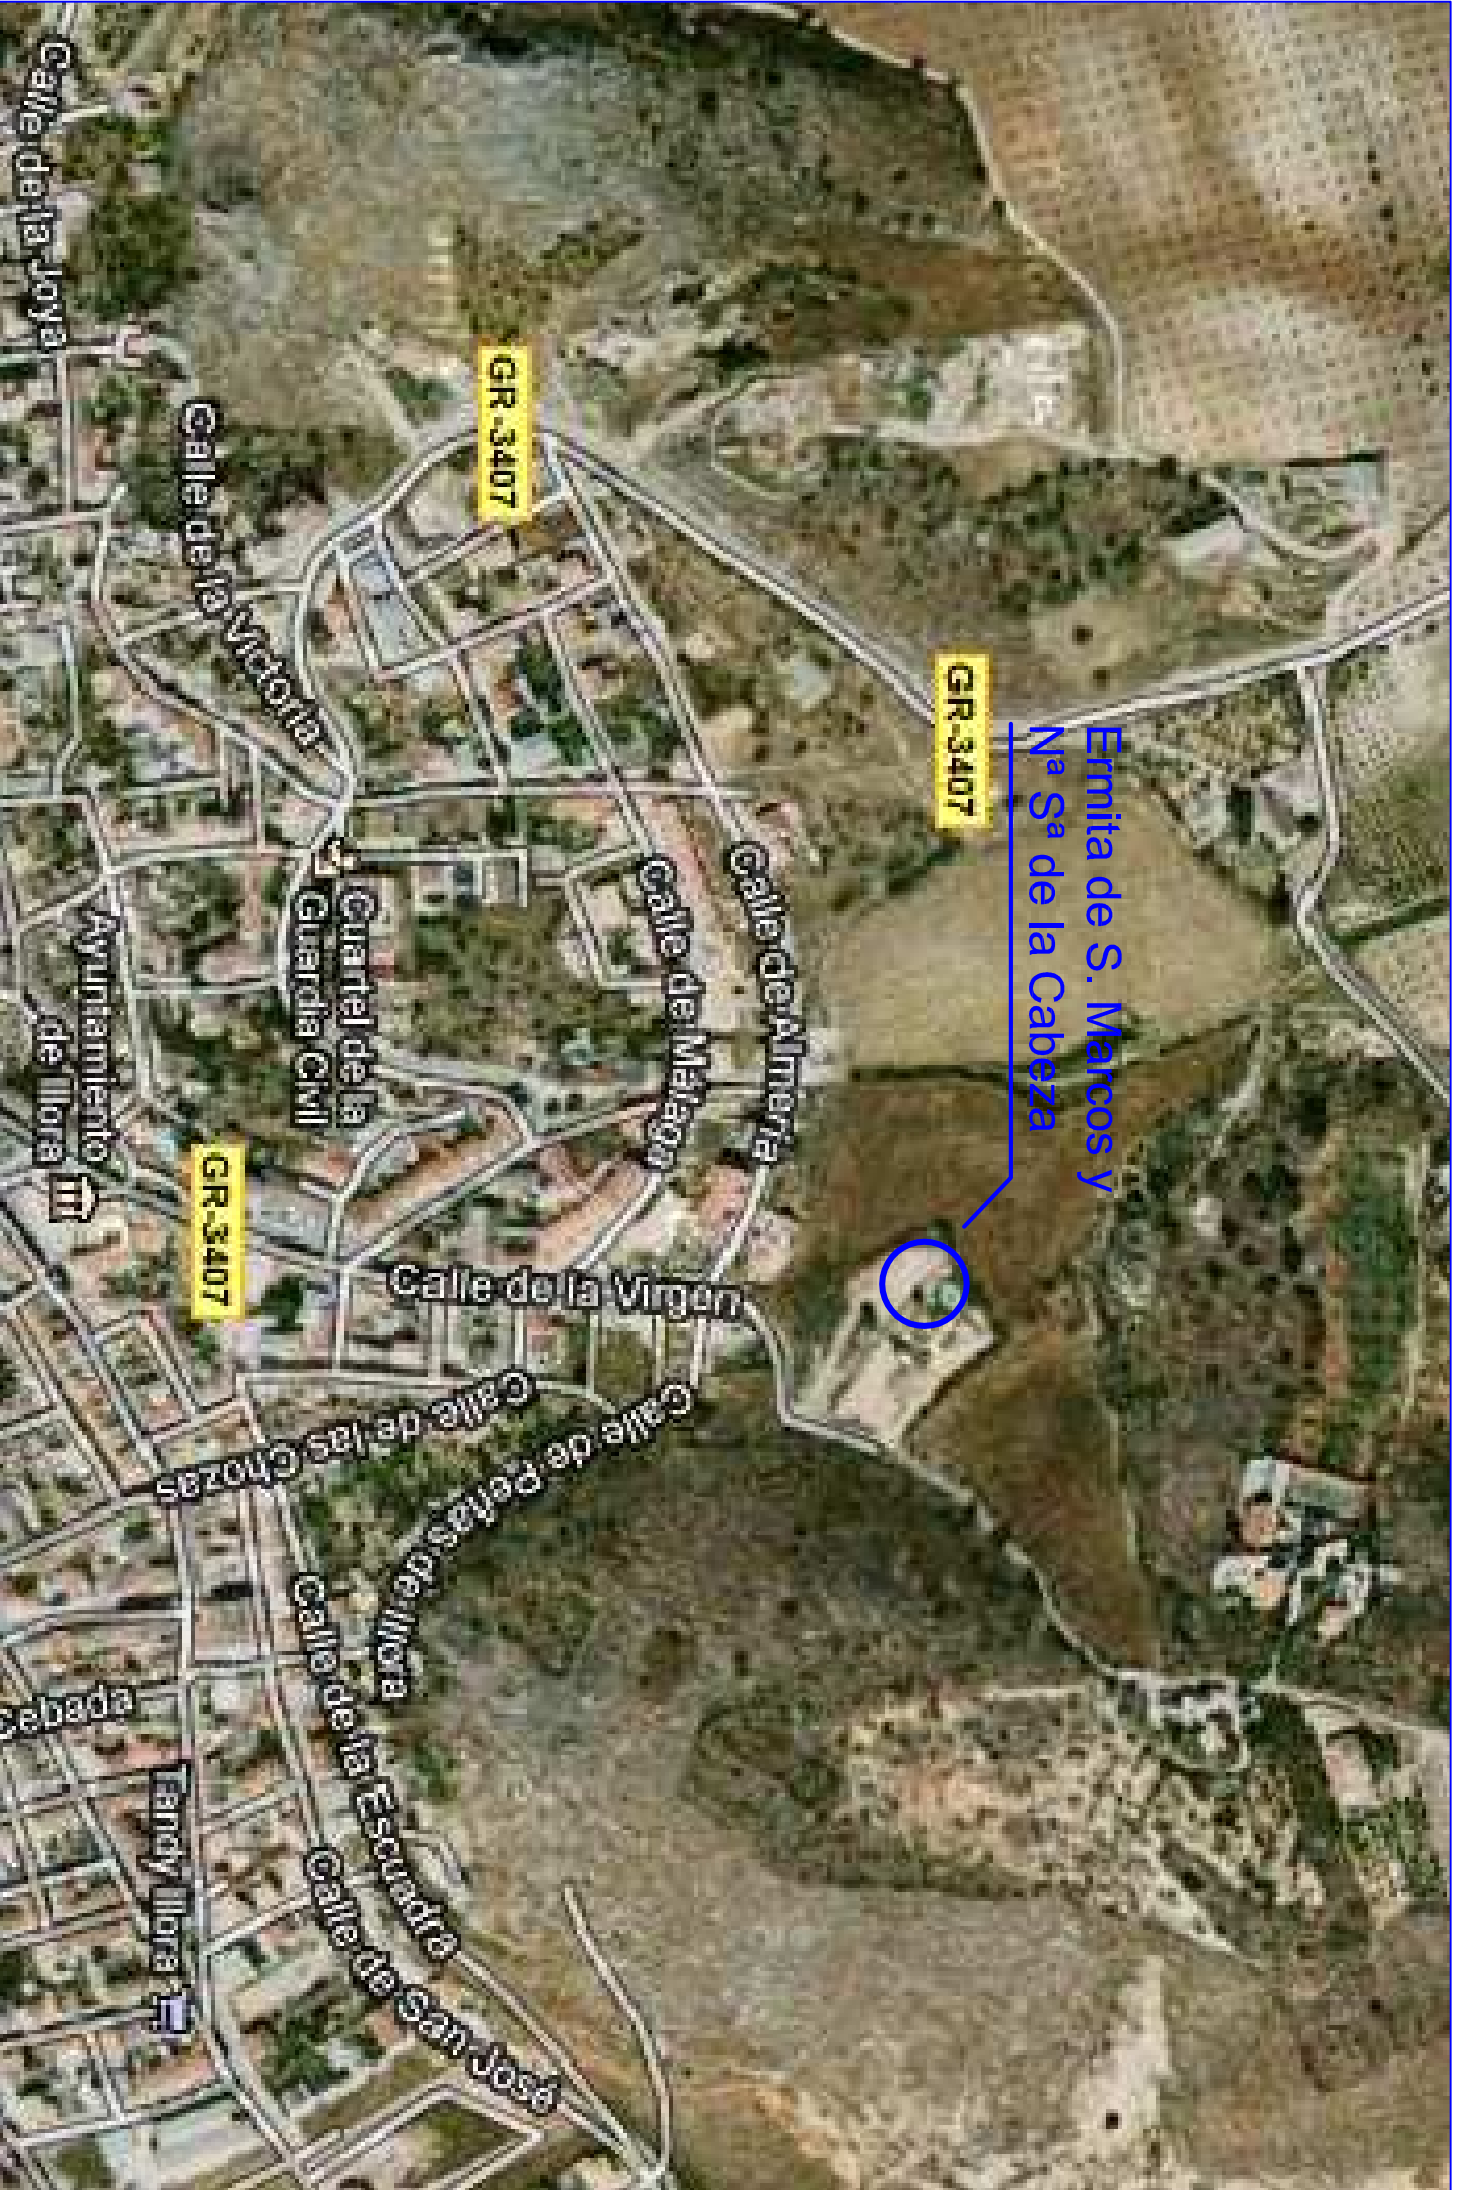 Ermita de S. Marcos y
Nª Sª de la Cabeza
GR-3407
GR-3407
Calle de Almería
Calle de Málaga
Calle de la Virgen
Calle de Peñas de Illora
Calle de las Chozas
Cuartel de la
Guardia Civil
Calle de la Victoria
GR-3407
Calle de la Escuadra
Calle de San José
Ayuntamiento
de Illora
Tandy Illora
Cebada
Calle de la Joya